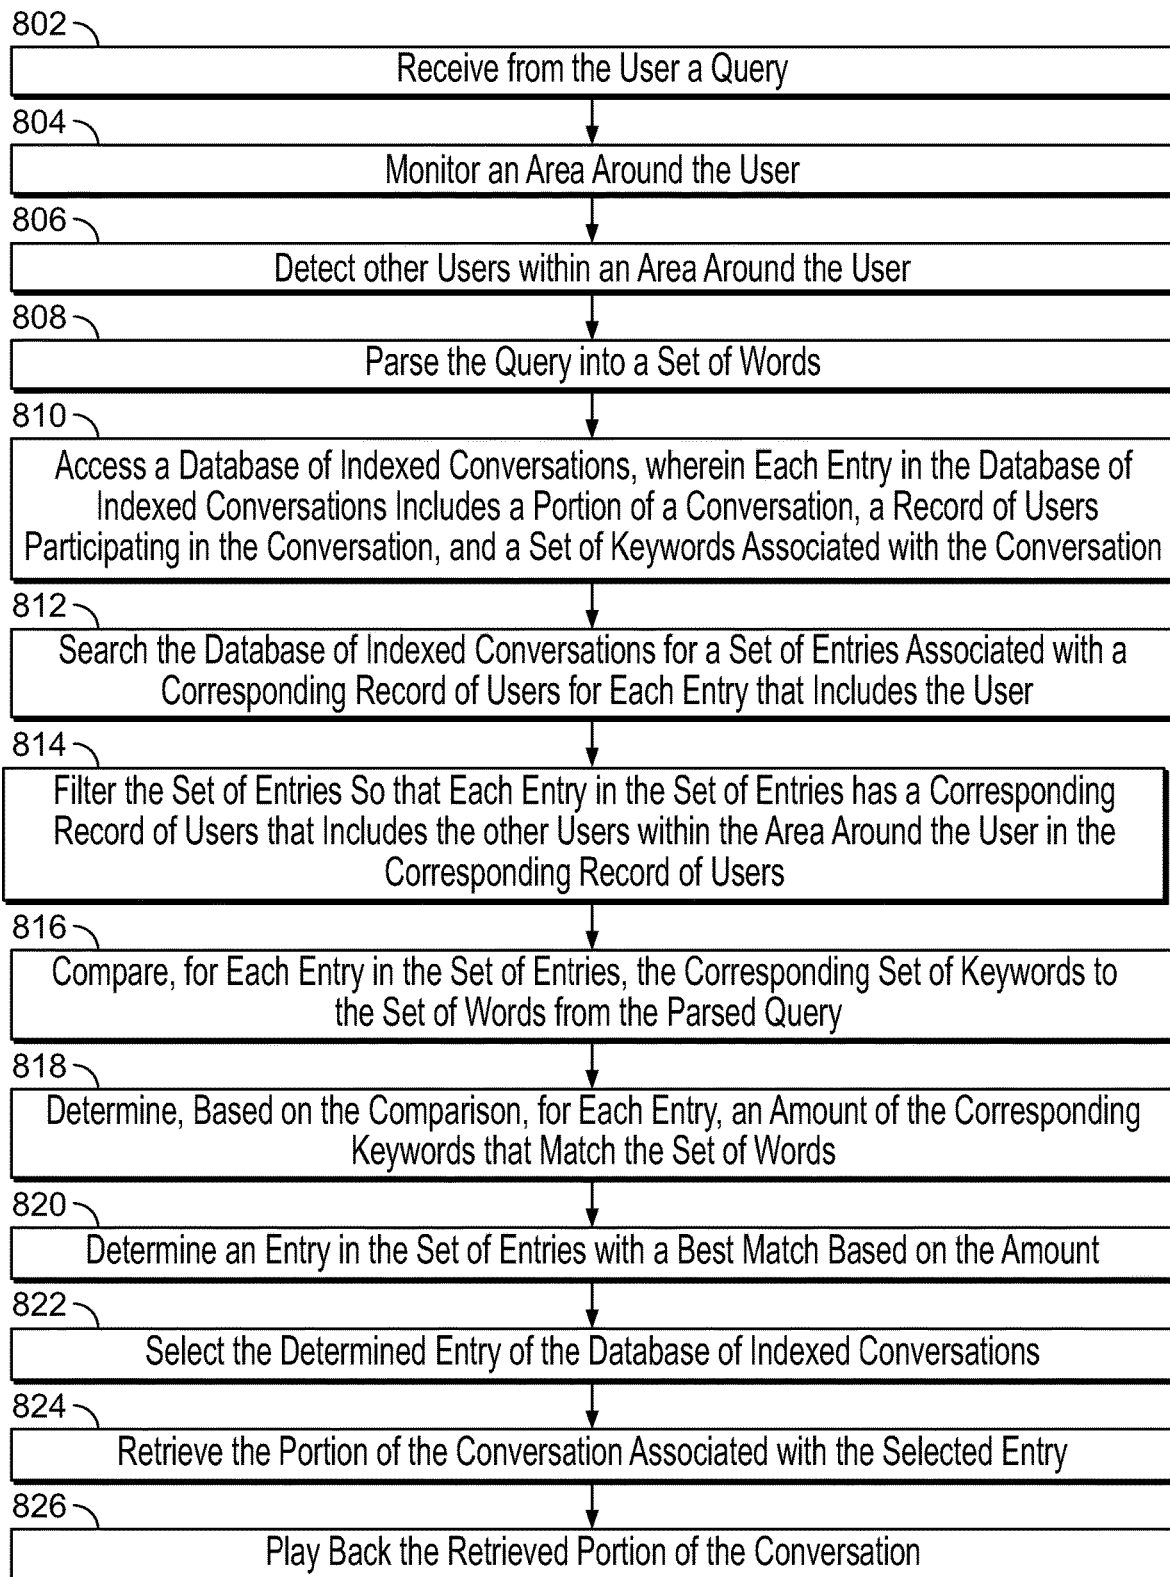 802
Receive from the User a Query
804
Monitor an Area Around the User
806
Detect other Users within an Area Around the User
808
Parse the Query into a Set of Words
810
Access a Database of Indexed Conversations, wherein Each Entry in the Database of
Indexed Conversations Includes a Portion of a Conversation, a Record of Users
Participating in the Conversation, and a Set of Keywords Associated with the Conversation
812
Search the Database of Indexed Conversations for a Set of Entries Associated with a
Corresponding Record of Users for Each Entry that Includes the User
814
Filter the Set of Entries So that Each Entry in the Set of Entries has a Corresponding
Record of Users that Includes the other Users within the Area Around the User in the
Corresponding Record of Users
816
Compare, for Each Entry in the Set of Entries, the Corresponding Set of Keywords to
the Set of Words from the Parsed Query
818
Determine, Based on the Comparison, for Each Entry, an Amount of the Corresponding
Keywords that Match the Set of Words
820
Determine an Entry in the Set of Entries with a Best Match Based on the Amount
822
Select the Determined Entry of the Database of Indexed Conversations
824
Retrieve the Portion of the Conversation Associated with the Selected Entry
826
Play Back the Retrieved Portion of the Conversation